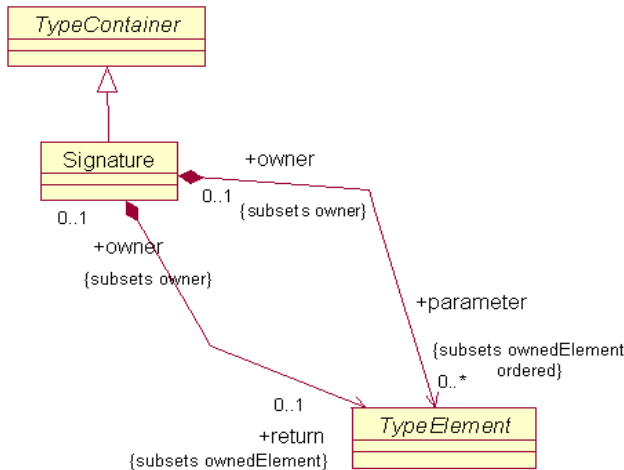 TypeContainer
Signature
+owner
0..1
{subsets owner}
0..1
+owner
{subsets owner}
+parameter
{subsets ownedElement
ordered}
0..*
0..1
+return
{subsets ownedElement}
TypeElement